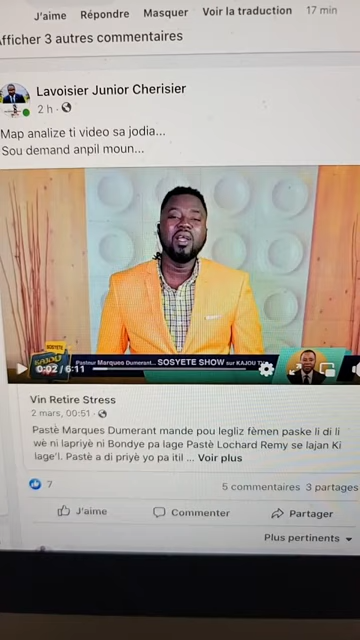 J'aime Répondre Masquer Voir la traduction 17 min
Afficher 3 autres commentaires
Lavoisier Junior Cherisier
2 h ·
Map analize ti video sa jodia...
Sou demand anpil moun...
SOSYETE
KAJOU
Pasteur Marques Dumerant... SOSYETE SHOW sur KAJOU TV
0:02 / 6:11
Vin Retire Stress
2 mars, 00:51 ·
Pastè Marques Dumerant mande pou legliz fèmen paske li di li
wè ni lapriyè ni Bondye pa lage Pastè Lochard Remy se lajan Ki
lage'l. Pastè a di priyè yo pa itil ... Voir plus
7
5 commentaires 3 partages
J'aime Commenter Partager
Plus pertinents